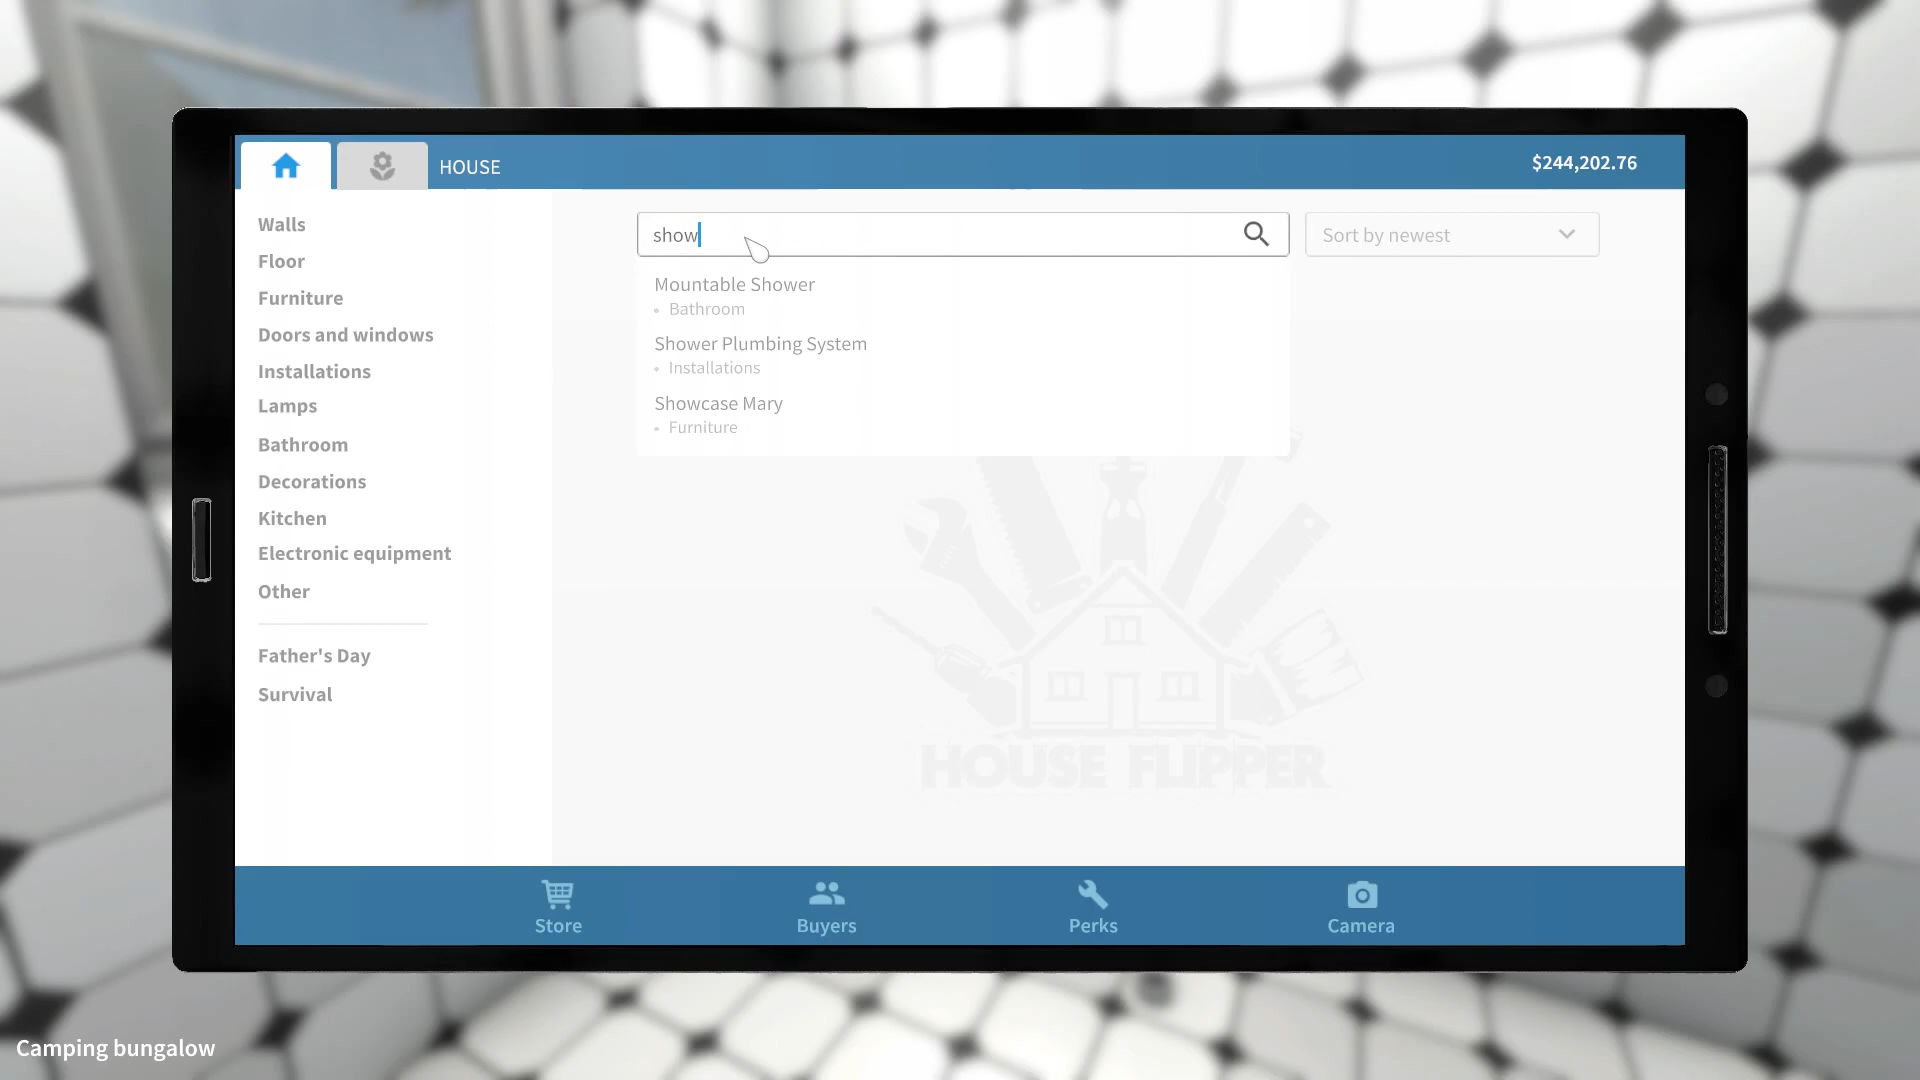 HOUSE
$244,202.76
Walls
Floor
Furniture
Doors and windows
Installations
Lamps
Bathroom
Decorations
Kitchen
Electronic equipment
Other
Father's Day
Survival
show
Sort by newest
Mountable Shower
• Bathroom
Shower Plumbing System
• Installations
Showcase Mary
• Furniture
HOUSE FLIPPER
Store
Buyers
Perks
Camera
Camping bungalow